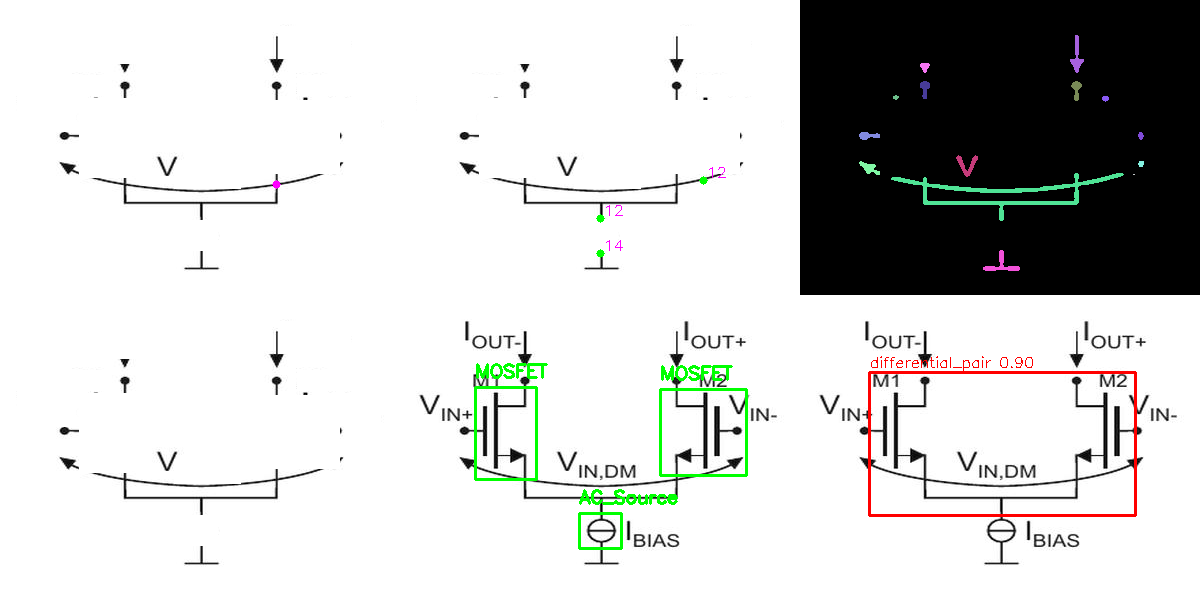 V
V
12
12
14
V
V
I OUT-
I OUT+
MOSFET
MOSFET
M1
M2
V IN+
V IN-
V IN,DM
AC_Source
I BIAS
I OUT-
I OUT+
differential_pair 0.90
M1
M2
V IN+
V IN-
V IN,DM
I BIAS